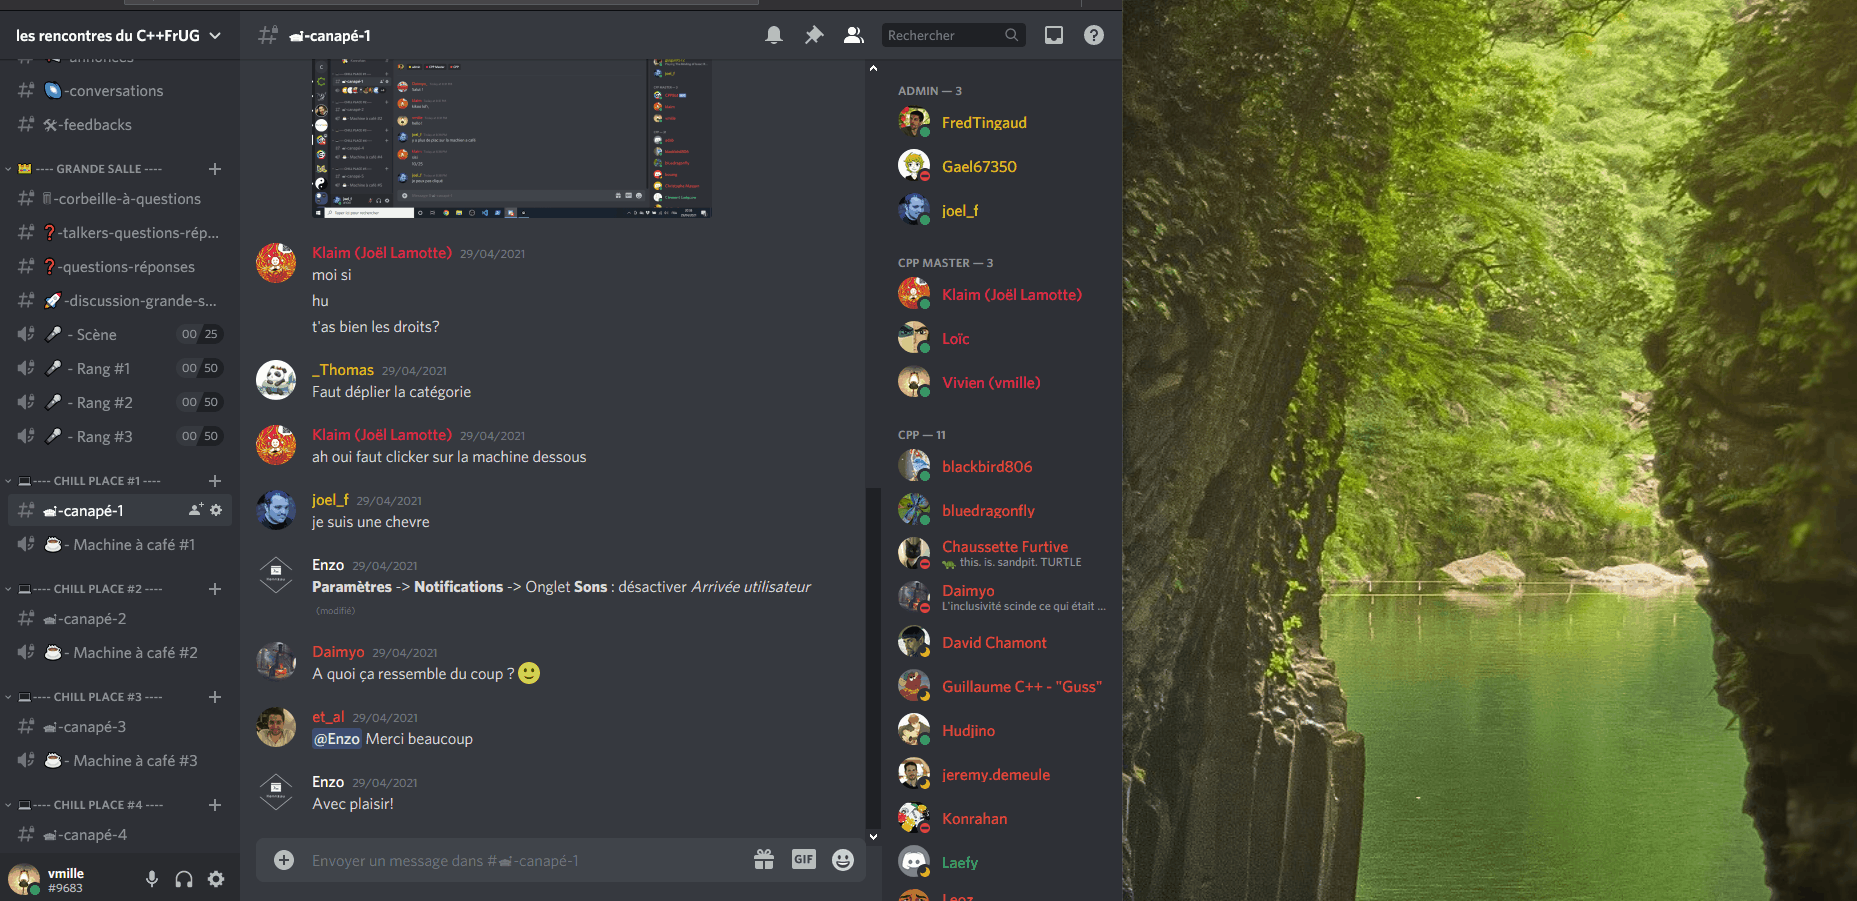 les rencontres du C++FrUG
-annonces
-conversations
-feedbacks
---- GRANDE SALLE ----
-corbeille-à-questions
-talkers-questions-rép...
-questions-réponses
-discussion-grande-s...
- Scène 00 25
- Rang #1 00 50
- Rang #2 00 50
- Rang #3 00 50
---- CHILL PLACE #1 ----
-canapé-1
- Machine à café #1
---- CHILL PLACE #2 ----
-canapé-2
- Machine à café #2
---- CHILL PLACE #3 ----
-canapé-3
- Machine à café #3
---- CHILL PLACE #4 ----
-canapé-4
vmille
#9683
-canapé-1
Rechercher
Klaim (Joël Lamotte) 29/04/2021
moi si
hu
t'as bien les droits?
_Thomas 29/04/2021
Faut déplier la catégorie
Klaim (Joël Lamotte) 29/04/2021
ah oui faut clicker sur la machine dessous
joel_f 29/04/2021
je suis une chevre
Enzo 29/04/2021
Paramètres -> Notifications -> Onglet Sons : désactiver Arrivée utilisateur
(modifié)
Daimyo 29/04/2021
A quoi ça ressemble du coup ?
et_al 29/04/2021
@Enzo Merci beaucoup
Enzo 29/04/2021
Avec plaisir!
Envoyer un message dans #-canapé-1
GIF
ADMIN — 3
FredTingaud
Gael67350
joel_f
CPP MASTER — 3
Klaim (Joël Lamotte)
Loïc
Vivien (vmille)
CPP — 11
blackbird806
bluedragonfly
Chaussette Furtive
this. is. sandpit. TURTLE
Daimyo
L'inclusivité scinde ce qui était ...
David Chamont
Guillaume C++ - "Guss"
Hudjino
jeremy.demeule
Konrahan
Laefy